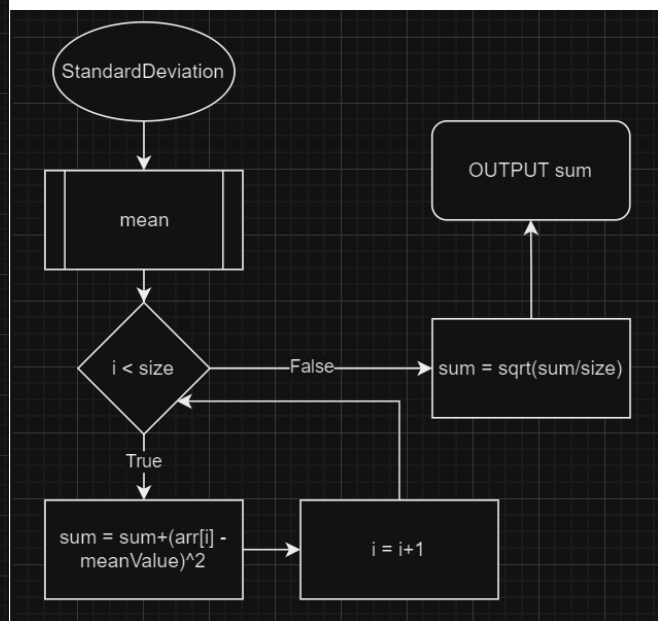 StandardDeviation
mean
i < size
False
True
sum = sum+(arr[i] -
meanValue)^2
i = i+1
sum = sqrt(sum/size)
OUTPUT sum